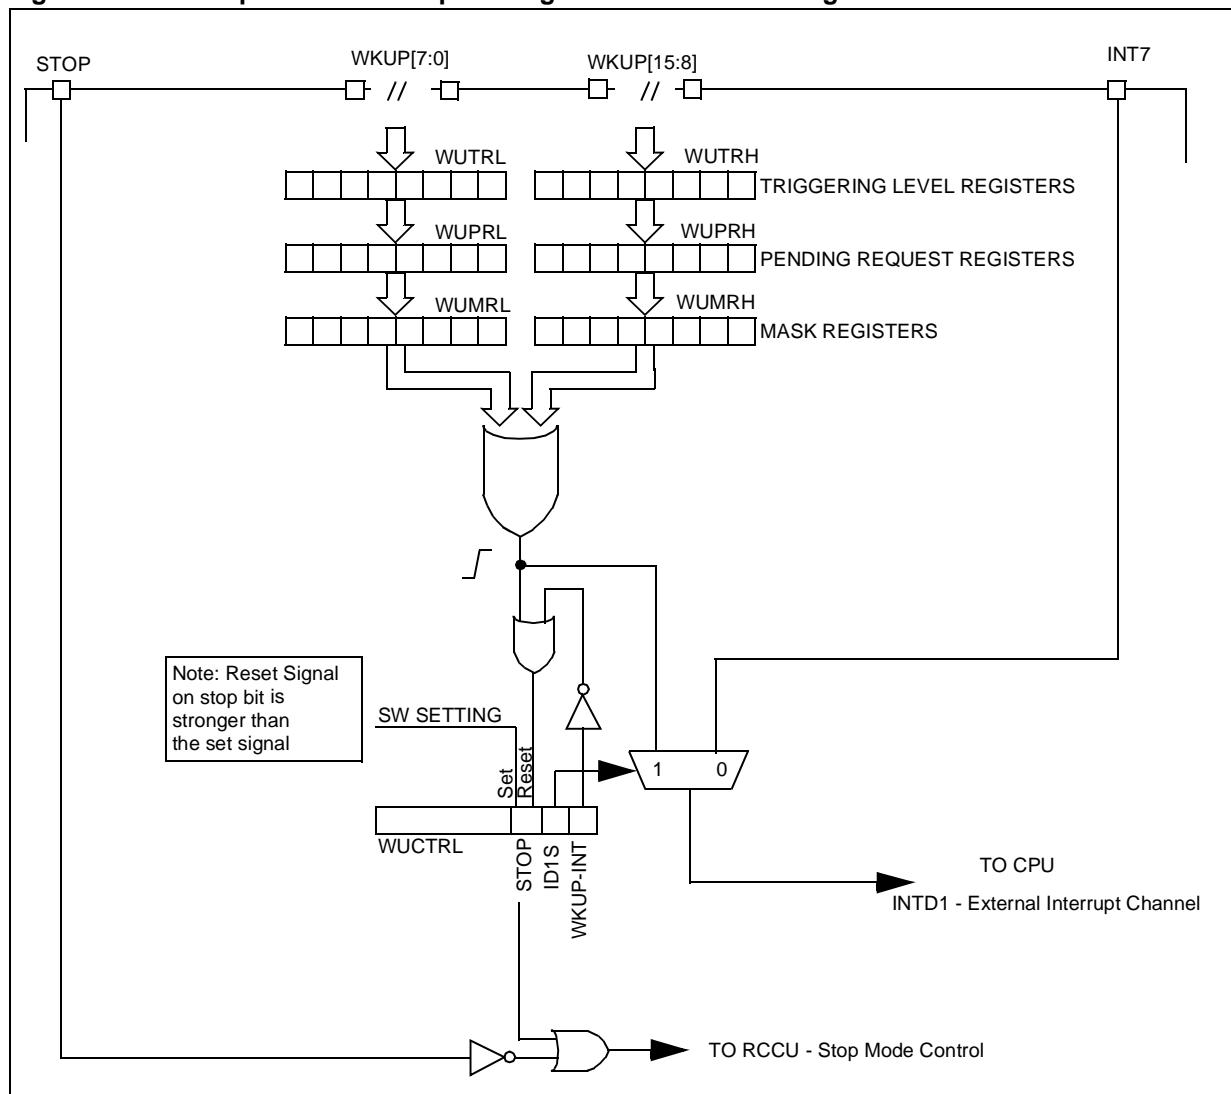 STOP
WKUP[7:0]
WKUP[15:8]
INT7
//
//
WUTRL
WUTRH
TRIGGERING LEVEL REGISTERS
WUPRL
WUPRH
PENDING REQUEST REGISTERS
WUMRL
WUMRH
MASK REGISTERS
Note: Reset Signal
on stop bit is
stronger than
the set signal
SW SETTING
Set
Reset
1
0
WUCTRL
STOP
ID1S
WKUP-INT
TO CPU
INTD1 - External Interrupt Channel
TO RCCU - Stop Mode Control